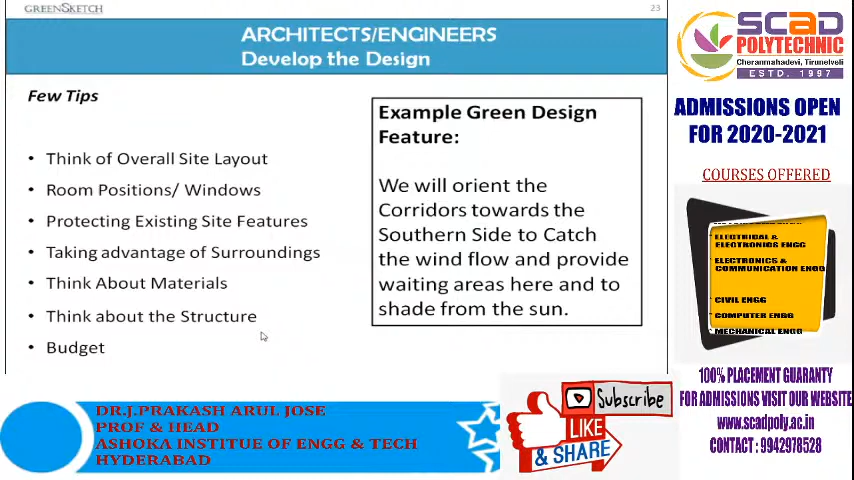 GREENSKETCH
23
ARCHITECTS/ENGINEERS
Develop the Design
Few Tips
• Think of Overall Site Layout
• Room Positions/ Windows
• Protecting Existing Site Features
• Taking advantage of Surroundings
• Think About Materials
• Think about the Structure
• Budget
Example Green Design
Feature:
We will orient the
Corridors towards the
Southern Side to Catch
the wind flow and provide
waiting areas here and to
shade from the sun.
SCAD
POLYTECHNIC
Cheranmahadevi, Tirunelveli
ESTD. 1997
ADMISSIONS OPEN
FOR 2020-2021
COURSES OFFERED
ELECTRICAL &
ELECTRONICS ENGG
ELECTRONICS &
COMMUNICATION ENGG
CIVIL ENGG
COMPUTER ENGG
MECHANICAL ENGG
100% PLACEMENT GUARANTY
FOR ADMISSIONS VISIT OUR WEBSITE
www.scadpoly.ac.in
CONTACT : 9942978528
DR.J.PRAKASH ARUL JOSE
PROF & HEAD
ASHOKA INSTITUE OF ENGG & TECH
HYDERABAD
Subscribe
LIKE
& SHARE